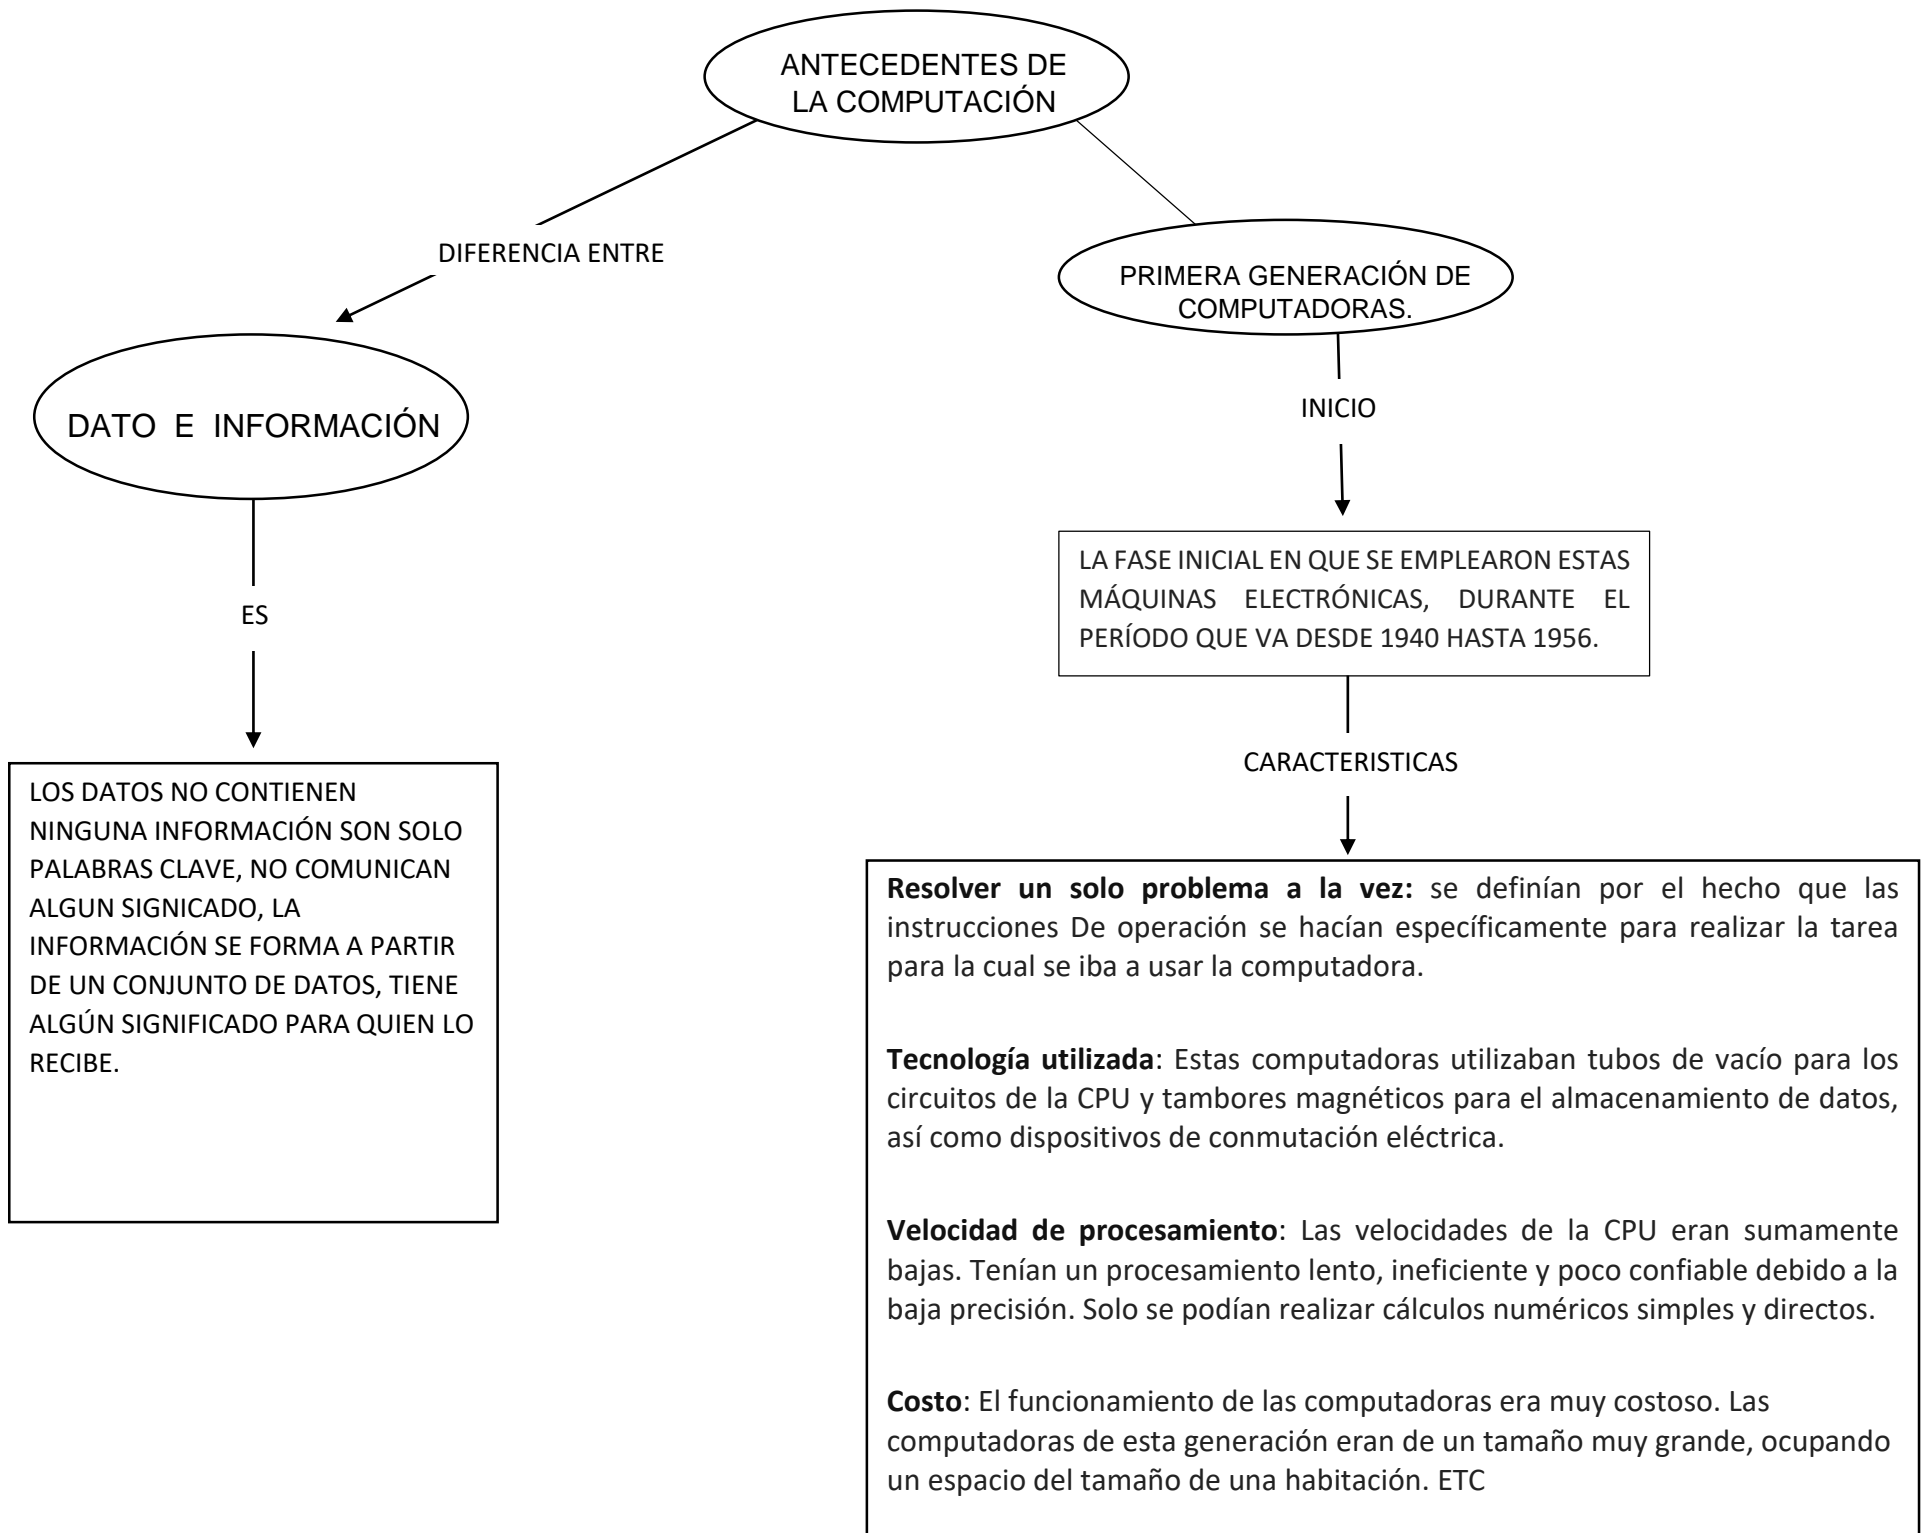 ANTECEDENTES DE
LA COMPUTACIÓN
DIFERENCIA ENTRE
DATO E INFORMACIÓN
ES
LOS DATOS NO CONTIENEN
NINGUNA INFORMACIÓN SON SOLO
PALABRAS CLAVE, NO COMUNICAN
ALGUN SIGNICADO, LA
INFORMACIÓN SE FORMA A PARTIR
DE UN CONJUNTO DE DATOS, TIENE
ALGÚN SIGNIFICADO PARA QUIEN LO
RECIBE.
PRIMERA GENERACIÓN DE
COMPUTADORAS.
INICIO
LA FASE INICIAL EN QUE SE EMPLEARON ESTAS
MÁQUINAS ELECTRÓNICAS, DURANTE EL
PERÍODO QUE VA DESDE 1940 HASTA 1956.
CARACTERISTICAS
Resolver un solo problema a la vez: se definían por el hecho que las
instrucciones De operación se hacían específicamente para realizar la tarea
para la cual se iba a usar la computadora.
Tecnología utilizada: Estas computadoras utilizaban tubos de vacío para los
circuitos de la CPU y tambores magnéticos para el almacenamiento de datos,
así como dispositivos de conmutación eléctrica.
Velocidad de procesamiento: Las velocidades de la CPU eran sumamente
bajas. Tenían un procesamiento lento, ineficiente y poco confiable debido a la
baja precisión. Solo se podían realizar cálculos numéricos simples y directos.
Costo: El funcionamiento de las computadoras era muy costoso. Las
computadoras de esta generación eran de un tamaño muy grande, ocupando
un espacio del tamaño de una habitación. ETC